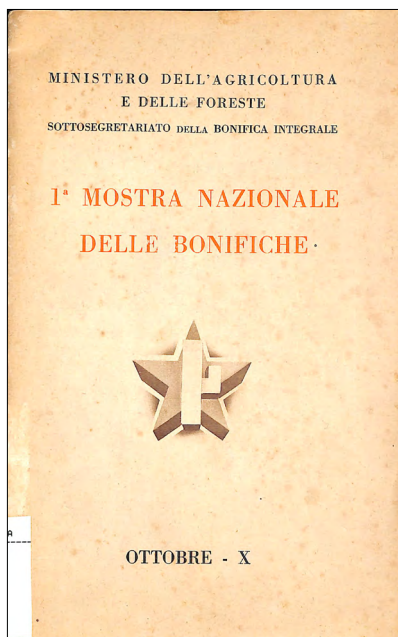 MINISTERO DELL'AGRICOLTURA
E DELLE FORESTE
SOTTOSEGRETARIATO DELLA BONIFICA INTEGRALE
1ª MOSTRA NAZIONALE
DELLE BONIFICHE
A
OTTOBRE - X